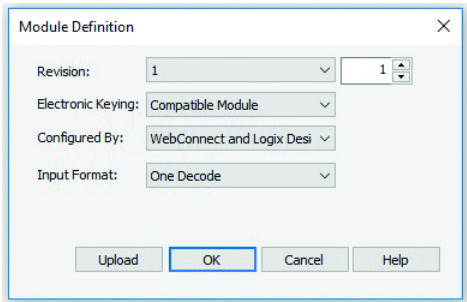 Module Definition
Revision: 1 1
Electronic Keying: Compatible Module
Configured By: WebConnect and Logix Desi
Input Format: One Decode
Upload OK Cancel Help